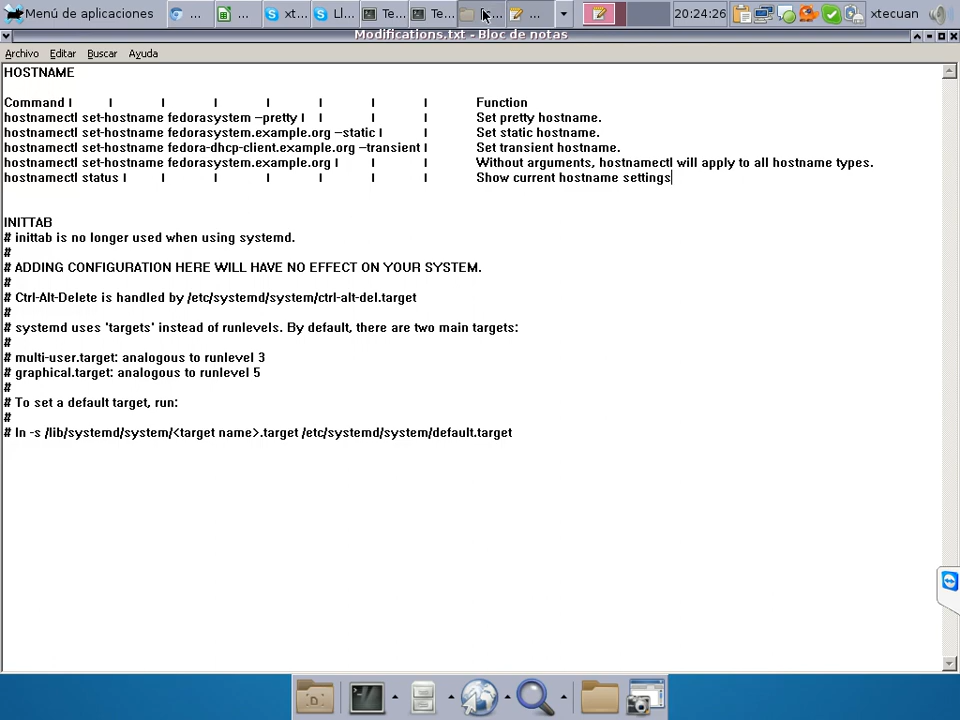 Menú de aplicaciones ... ... xt... Ll... Te... Te... ... ... 20:24:26 xtecuan
Modifications.txt - Bloc de notas
Archivo Editar Buscar Ayuda
HOSTNAME
Command | | | | | | | | Function
hostnamectl set-hostname fedorasystem –pretty | | | | Set pretty hostname.
hostnamectl set-hostname fedorasystem.example.org –static | | Set static hostname.
hostnamectl set-hostname fedora-dhcp-client.example.org –transient | Set transient hostname.
hostnamectl set-hostname fedorasystem.example.org | | | Without arguments, hostnamectl will apply to all hostname types.
hostnamectl status | | | | | | | Show current hostname settings
INITTAB
# inittab is no longer used when using systemd.
#
# ADDING CONFIGURATION HERE WILL HAVE NO EFFECT ON YOUR SYSTEM.
#
# Ctrl-Alt-Delete is handled by /etc/systemd/system/ctrl-alt-del.target
#
# systemd uses 'targets' instead of runlevels. By default, there are two main targets:
#
# multi-user.target: analogous to runlevel 3
# graphical.target: analogous to runlevel 5
#
# To set a default target, run:
#
# ln -s /lib/systemd/system/<target name>.target /etc/systemd/system/default.target